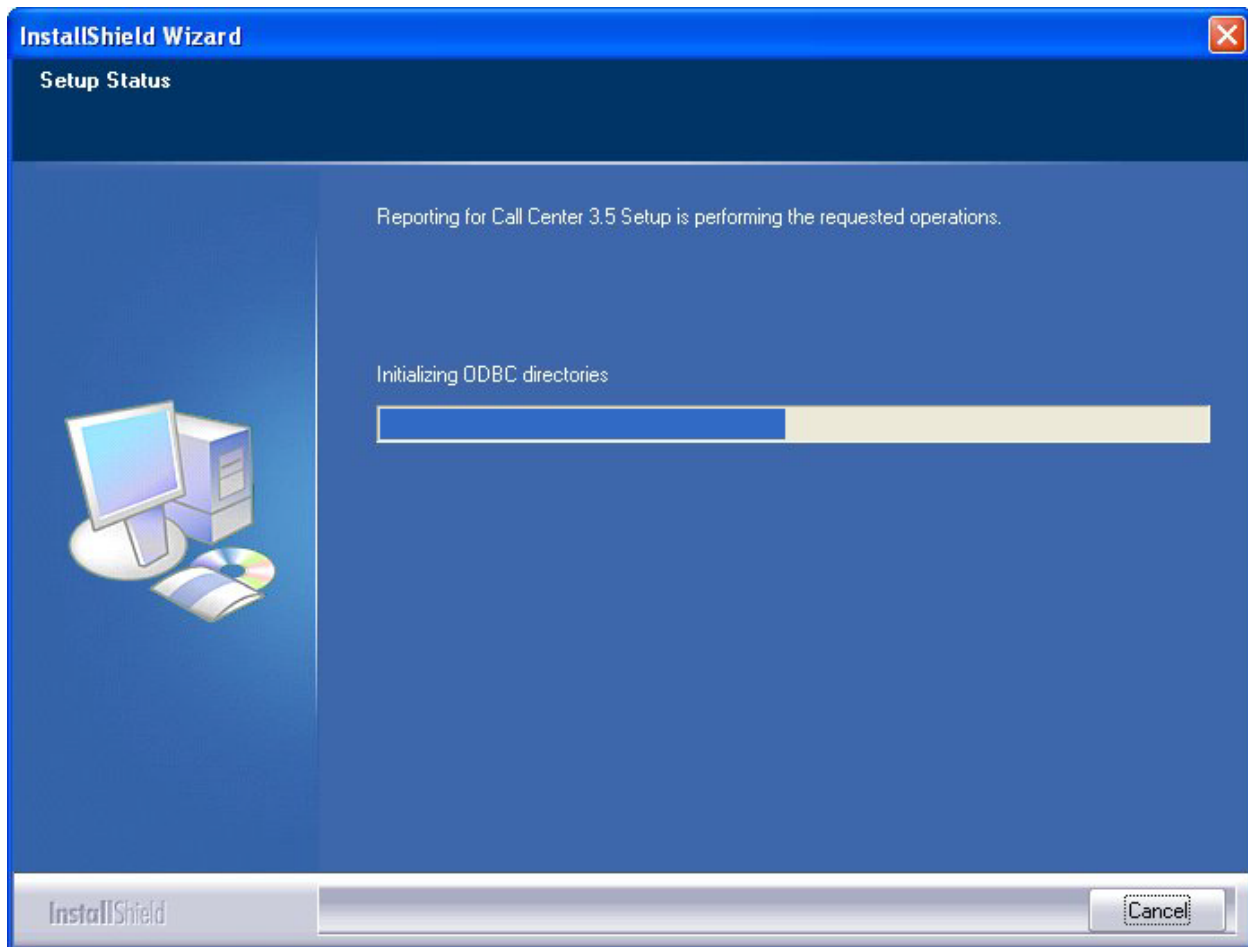 InstallShield Wizard
Setup Status
Reporting for Call Center 3.5 Setup is performing the requested operations.
Initializing ODBC directories
InstallShield
Cancel